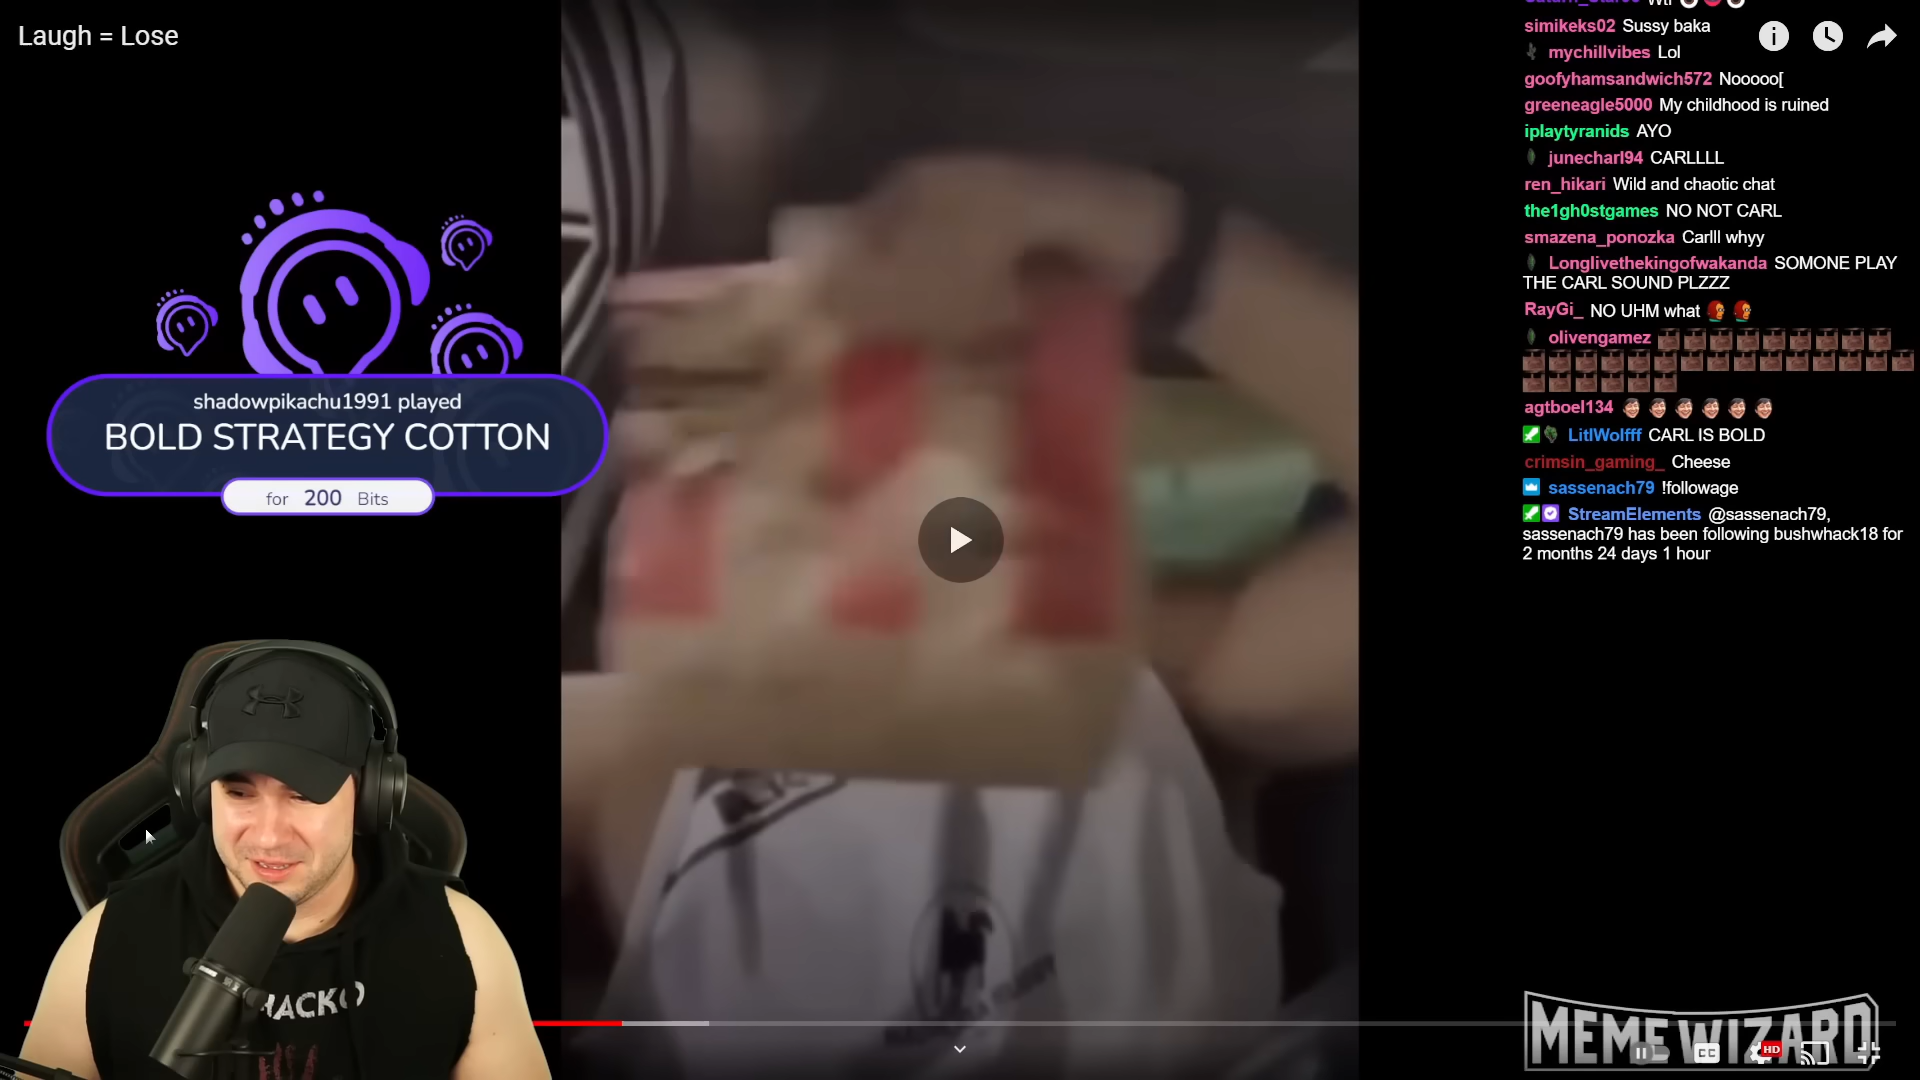 Laugh = Lose
simikeks02 Sussy baka
mychillvibes Lol
goofyhamsandwich572 Nooooo[
greeneagle5000 My childhood is ruined
iplaytyranids AYO
junecharl94 CARLLLL
ren_hikari Wild and chaotic chat
the1gh0stgames NO NOT CARL
smazena_ponozka Carlll whyy
Longlivethekingofwakanda SOMONE PLAY
THE CARL SOUND PLZZZ
RayGi_ NO UHM what
olivengamez
agtboel134
LitlWolfff CARL IS BOLD
crimsin_gaming_ Cheese
sassenach79 !followage
StreamElements @sassenach79,
sassenach79 has been following bushwhack18 for
2 months 24 days 1 hour
shadowpikachu1991 played
BOLD STRATEGY COTTON
for 200 Bits
MEME WIZARD
CC
HD